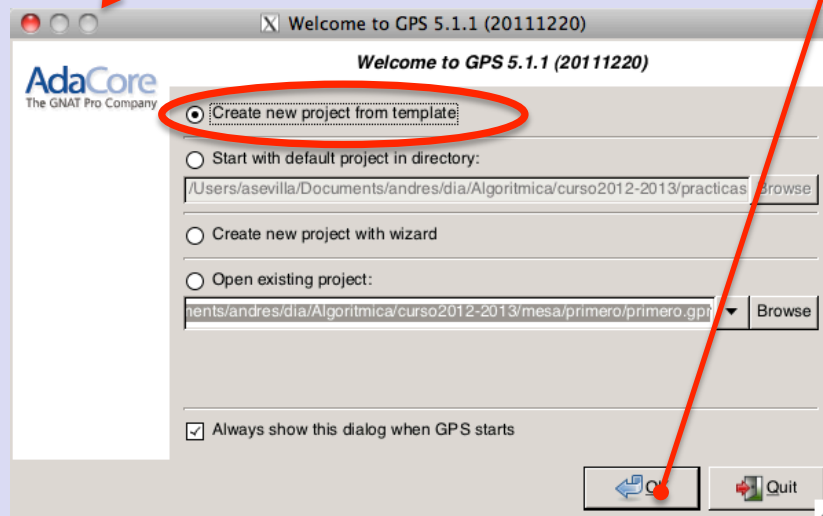 Welcome to GPS 5.1.1 (20111220)
Welcome to GPS 5.1.1 (20111220)
AdaCore
The GNAT Pro Company
Create new project from template
Start with default project in directory:
/Users/asevilla/Documents/andres/dia/Algoritmica/curso2012-2013/practicas Browse
Create new project with wizard
Open existing project:
nents/andres/dia/Algoritmica/curso2012-2013/mesa/primero/primero.gpr Browse
Always show this dialog when GPS starts
Quit